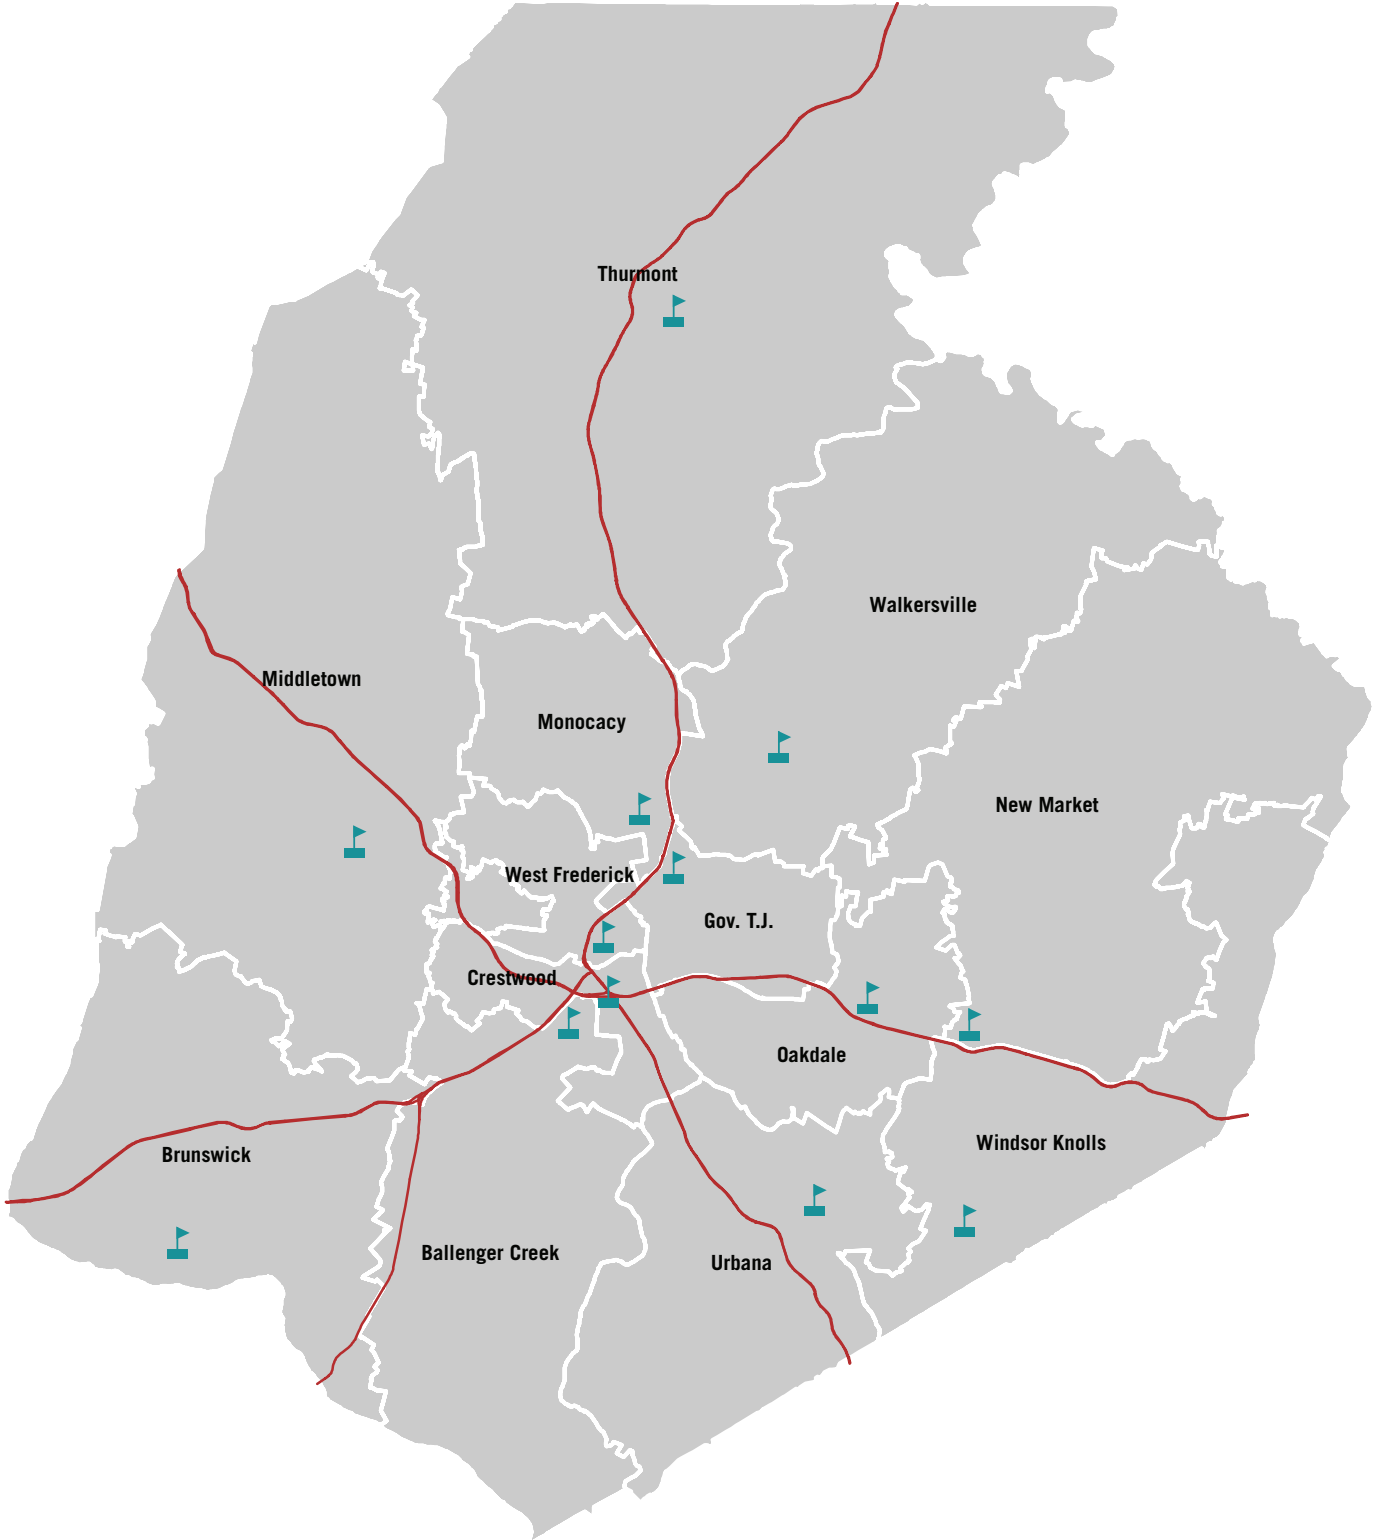 Thurmont
Walkersville
Middletown
Monocacy
New Market
West Frederick
Gov. T.J.
Crestwood
Oakdale
Windsor Knolls
Brunswick
Ballenger Creek
Urbana